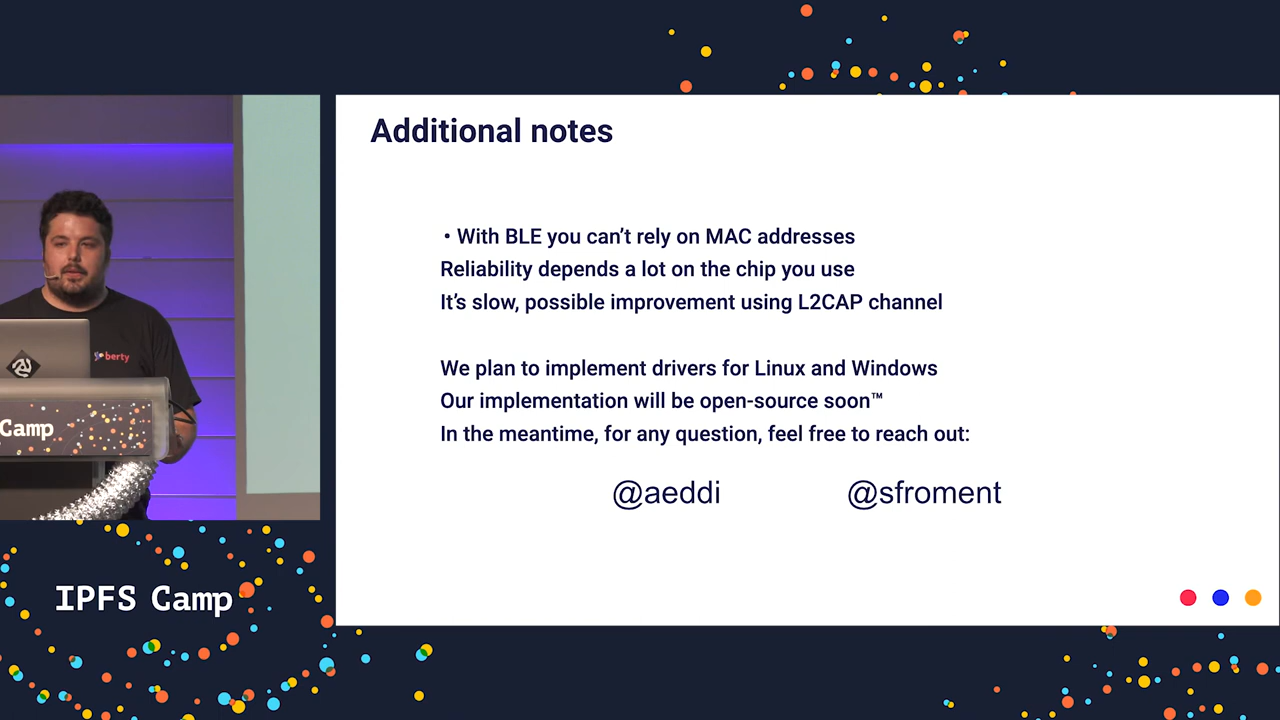 Additional notes
• With BLE you can't rely on MAC addresses
Reliability depends a lot on the chip you use
It's slow, possible improvement using L2CAP channel
We plan to implement drivers for Linux and Windows
Our implementation will be open-source soon™
In the meantime, for any question, feel free to reach out:
@aeddi @sfroment
berty
Camp
IPFS Camp